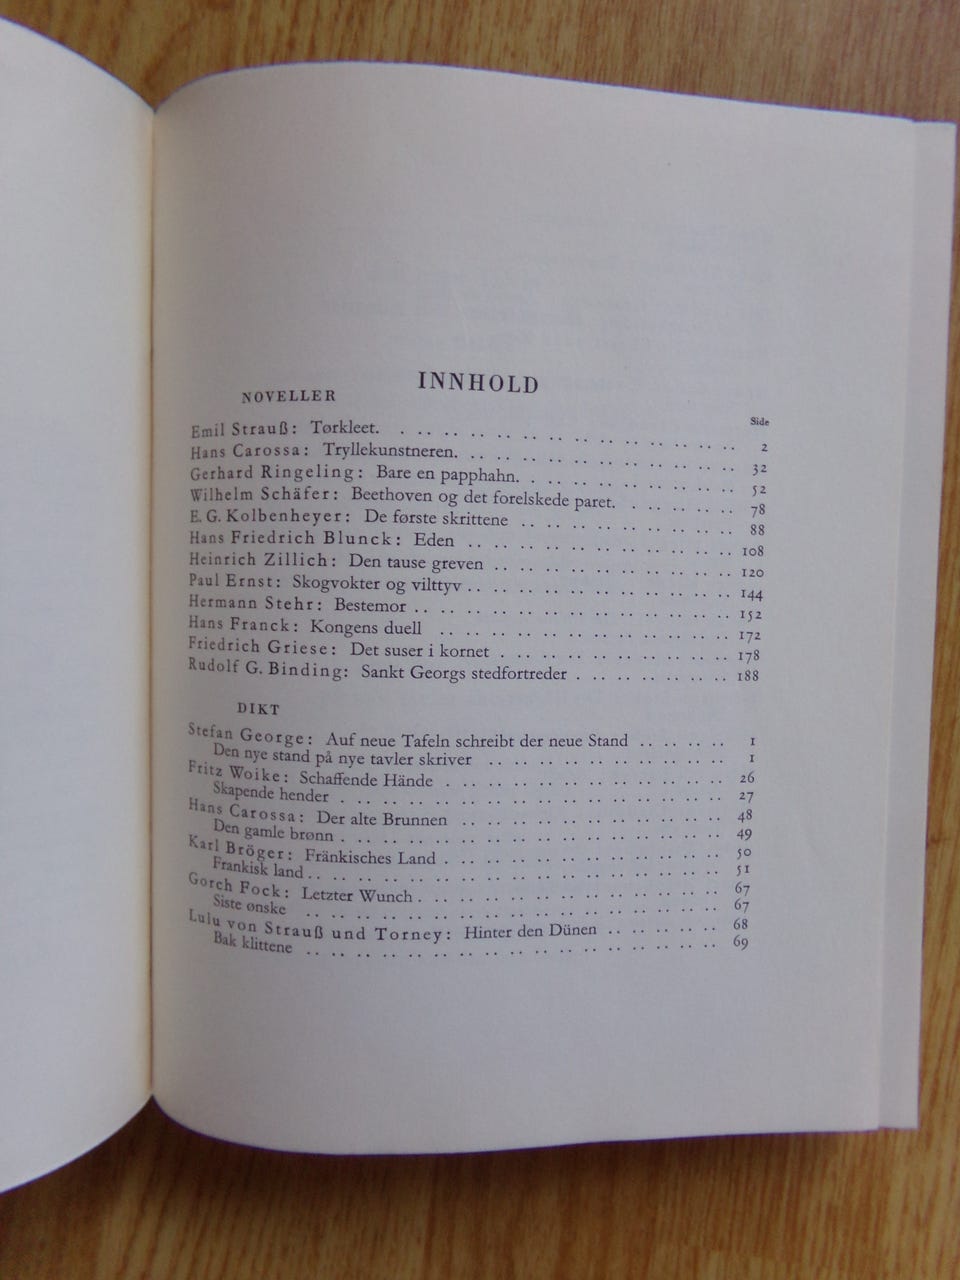 INNHOLD
NOVELLER
Side
Emil Strauß: Tørkleet. 2
Hans Carossa: Tryllekunstneren. 32
Gerhard Ringeling: Bare en papphahn. 52
Wilhelm Schäfer: Beethoven og det forelskede paret. 78
E. G. Kolbenheyer: De første skrittene 88
Hans Friedrich Blunck: Eden 108
Heinrich Zillich: Den tause greven 120
Paul Ernst: Skogvokter og vilttyv 144
Hermann Stehr: Bestemor 152
Hans Franck: Kongens duell 172
Friedrich Griese: Det suser i kornet 178
Rudolf G. Binding: Sankt Georgs stedfortreder 188
DIKT
Stefan George: Auf neue Tafeln schreibt der neue Stand 1
Den nye stand på nye tavler skriver 1
Fritz Woike: Schaffende Hände 26
Skapende hender 27
Hans Carossa: Der alte Brunnen 48
Den gamle brønn 49
Karl Bröger: Fränkisches Land 50
Frankisk land 51
Gorch Fock: Letzter Wunch 67
Siste ønske 67
Lulu von Strauß und Torney: Hinter den Dünen 68
Bak klittene 69